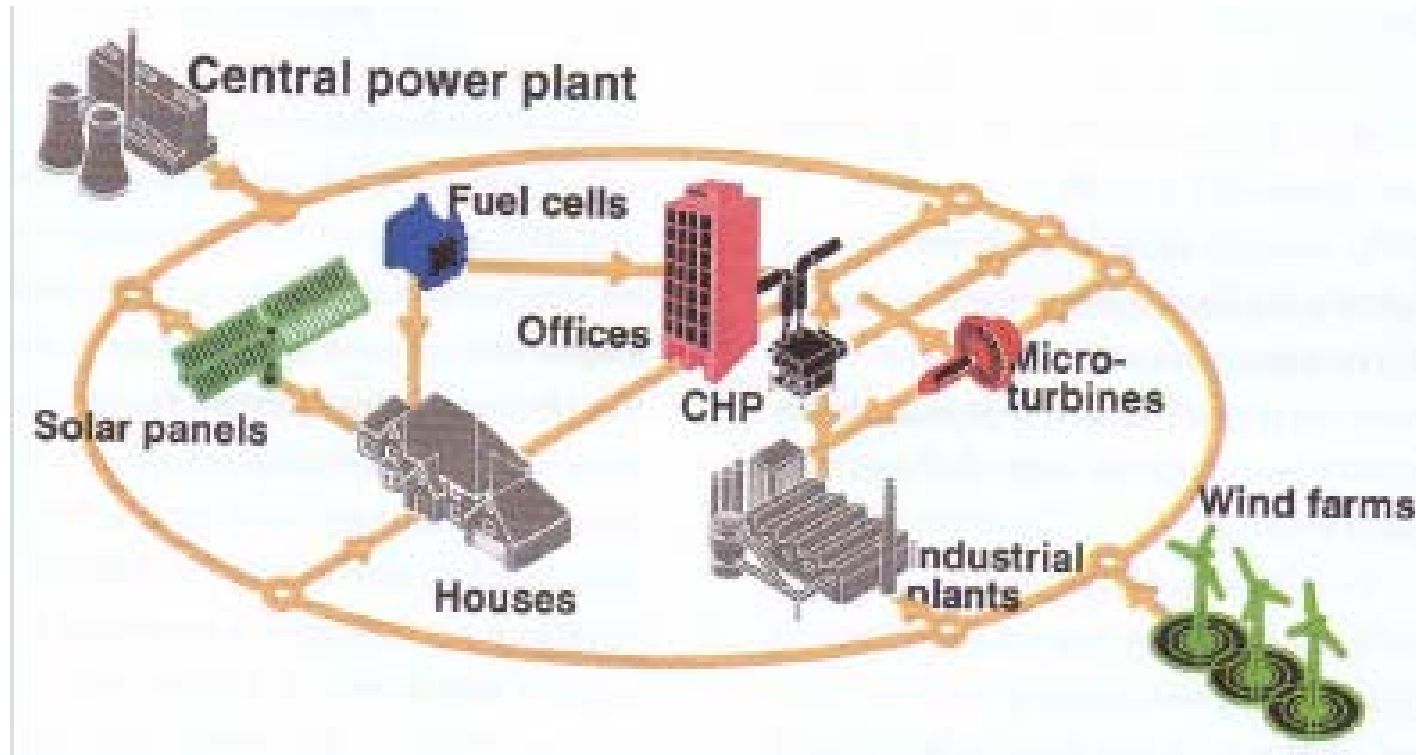 Central power plant
Fuel cells
Offices
Micro-
turbines
CHP
Solar panels
Wind farms
Industrial
plants
Houses